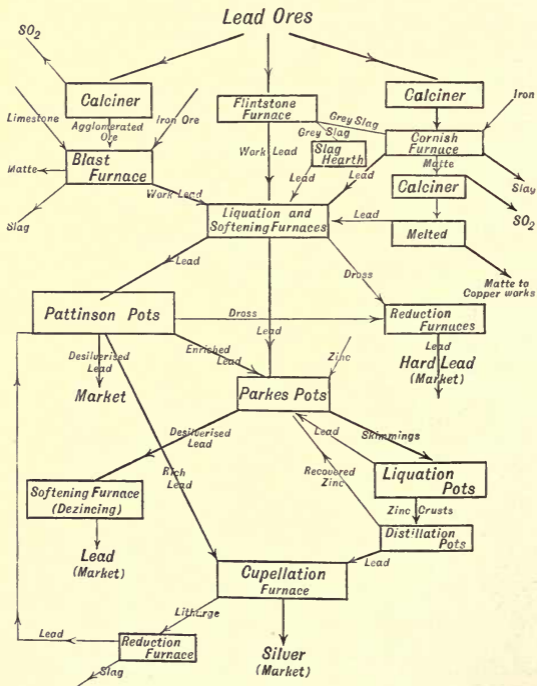 Lead Ores
SO2
Calciner
Flintstone
Furnace
Calciner
Iron
Limestone
Agglomerated
Ore
Iron Ore
Grey Slag
Grey Slag
Cornish
Furnace
Matte
Blast
Furnace
Work Lead
Slag
Hearth
Lead
Lead
Matte
Slay
Calciner
Slag
Work Lead
Liquation and
Softening Furnaces
Lead
SO2
Melted
Lead
Dross
Matte to
Copper works
Pattinson Pots
Dross
Lead
Reduction
Furnaces
Desilverised
Lead
Enriched
Lead
Zinc
Lead
Hard Lead
(Market)
Market
Parkes Pots
Desilverised
Lead
Lead
Skimmings
Rich
Lead
Recovered
Zinc
Liquation
Pots
Softening Furnace
(Dezincing)
Zinc Crusts
Distillation
Pots
Lead
(Market)
Lead
Cupellation
Furnace
Litharge
Lead
Reduction
Furnace
Slag
Silver
(Market)